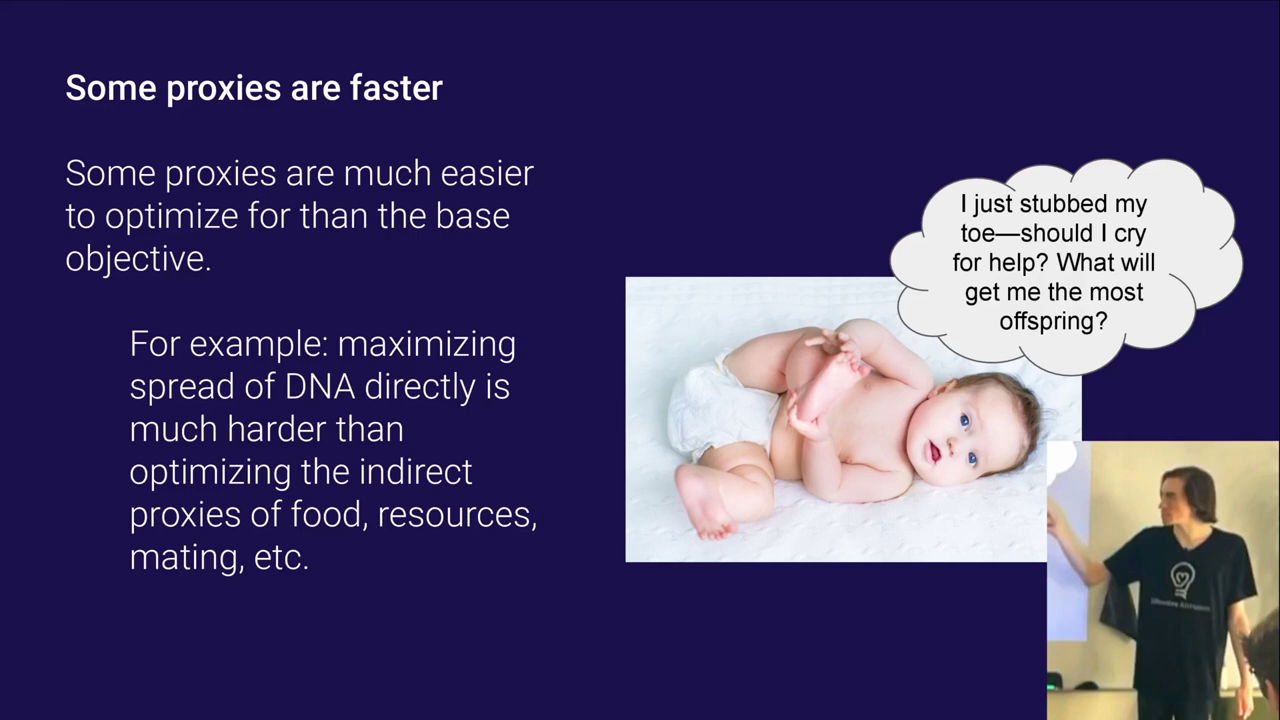 Some proxies are faster
Some proxies are much easier
to optimize for than the base
objective.
For example: maximizing
spread of DNA directly is
much harder than
optimizing the indirect
proxies of food, resources,
mating, etc.
I just stubbed my
toe—should I cry
for help? What will
get me the most
offspring?